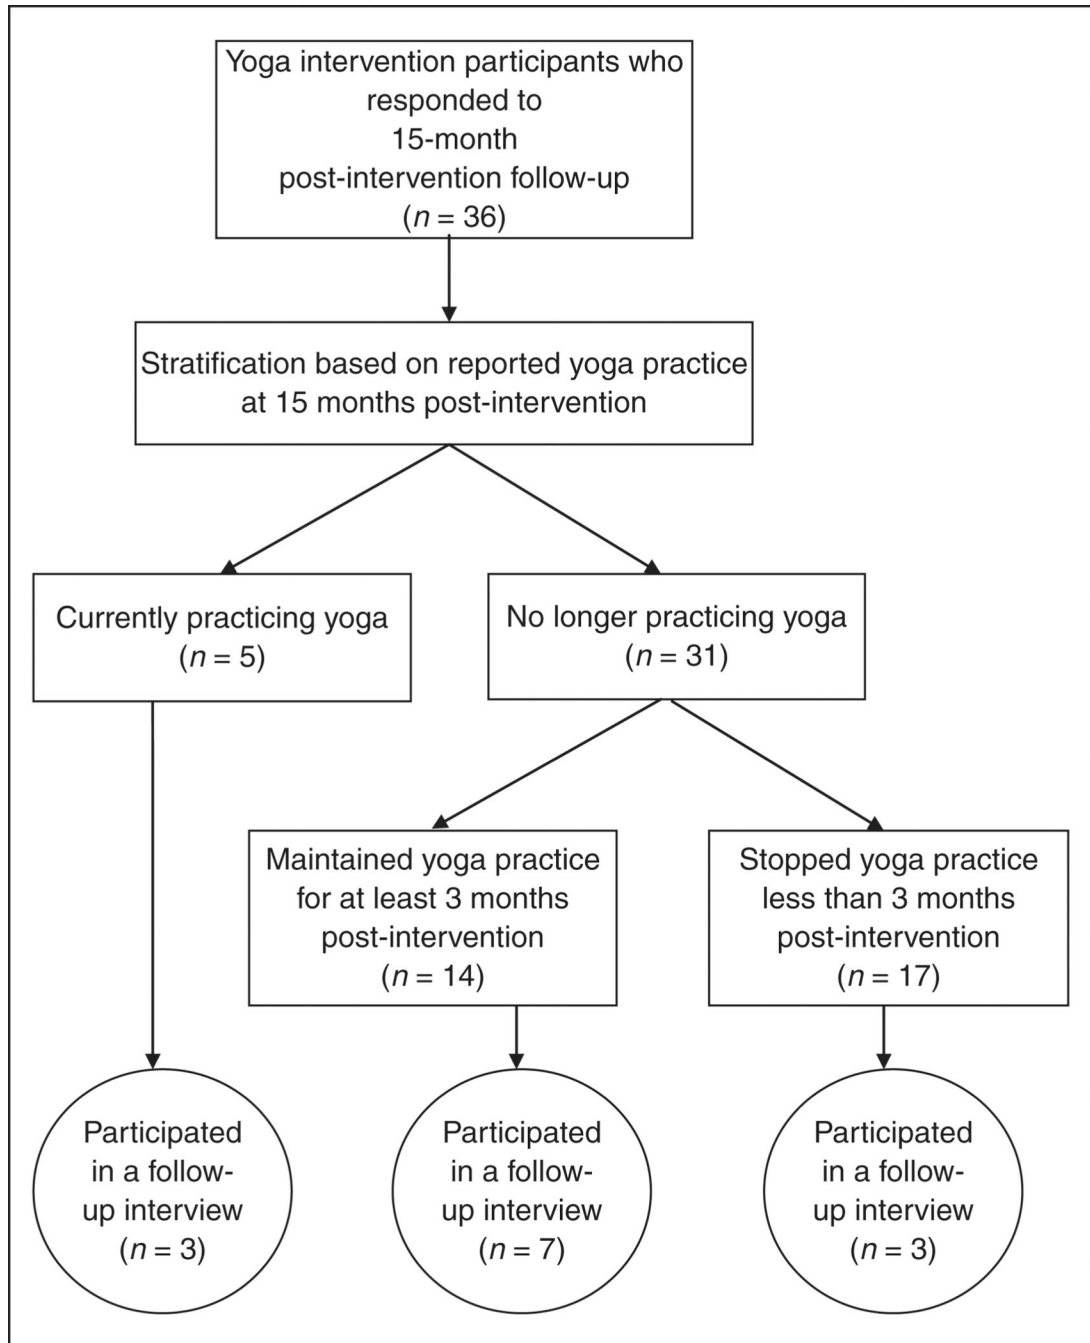 Yoga intervention participants who
responded to
15-month
post-intervention follow-up
(n = 36)
Stratification based on reported yoga practice
at 15 months post-intervention
Currently practicing yoga
(n = 5)
No longer practicing yoga
(n = 31)
Maintained yoga practice
for at least 3 months
post-intervention
(n = 14)
Stopped yoga practice
less than 3 months
post-intervention
(n = 17)
Participated
in a follow-
up interview
(n = 3)
Participated
in a follow-
up interview
(n = 7)
Participated
in a follow-
up interview
(n = 3)